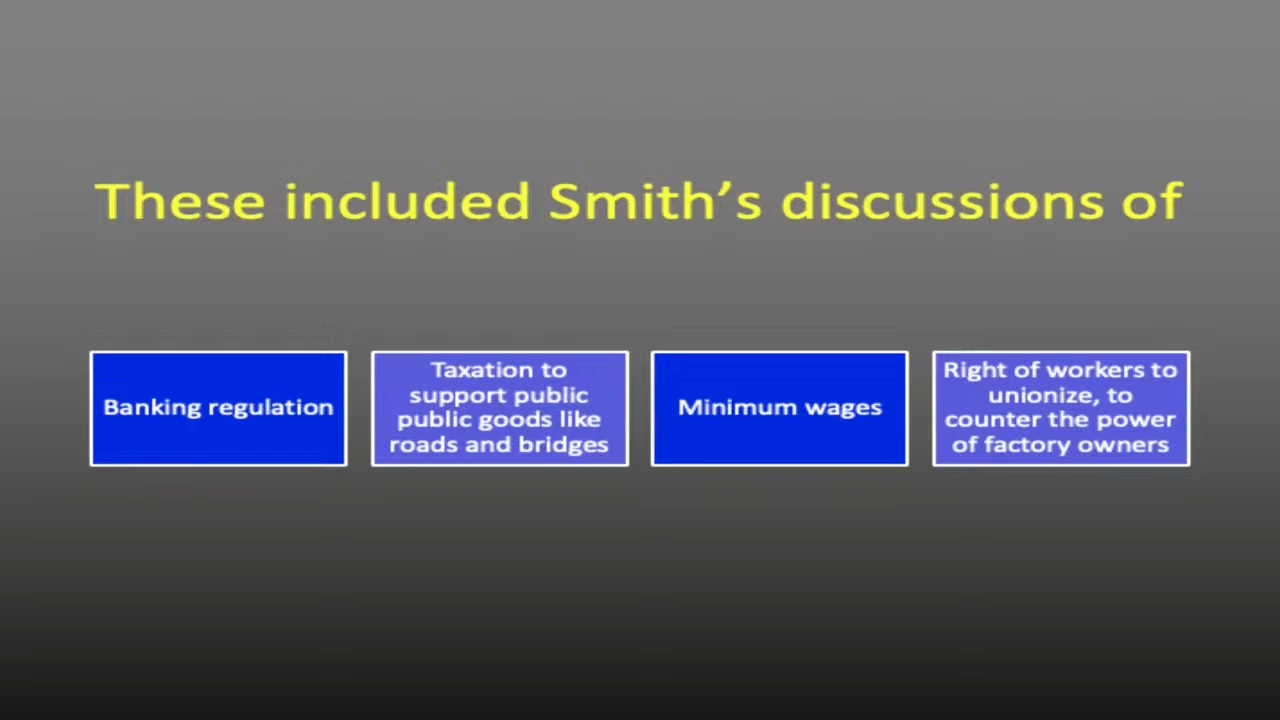 These included Smith's discussions of
Banking regulation
Taxation to
support public
public goods like
roads and bridges
Minimum wages
Right of workers to
unionize, to
counter the power
of factory owners